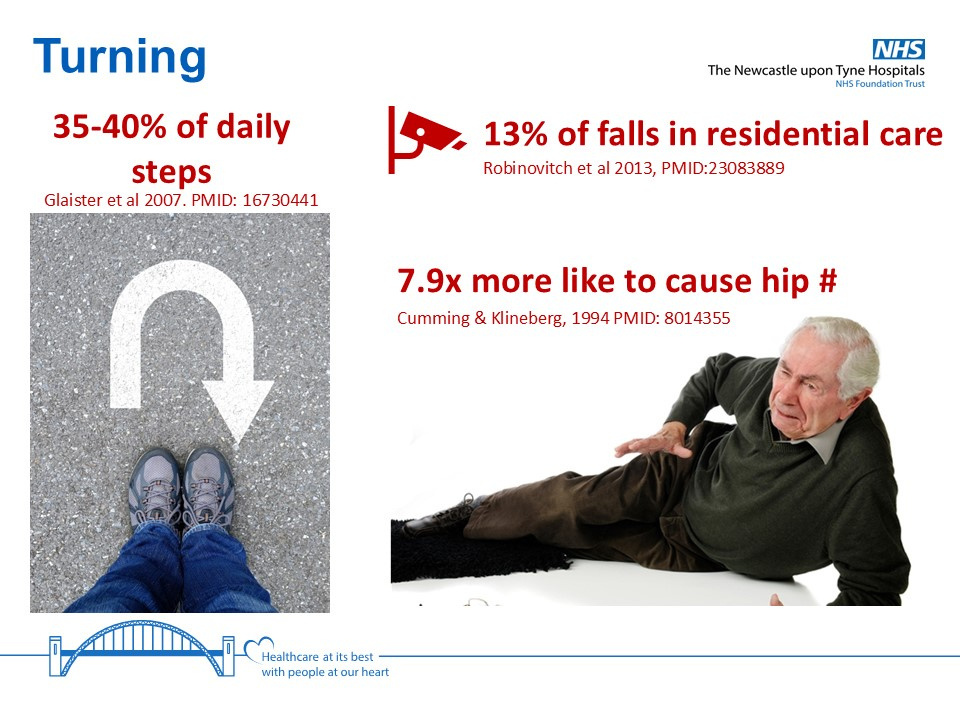 Turning
NHS
The Newcastle upon Tyne Hospitals
NHS Foundation Trust
35-40% of daily
steps
Glaister et al 2007. PMID: 16730441
13% of falls in residential care
Robinovitch et al 2013, PMID:23083889
7.9x more like to cause hip #
Cumming & Klineberg, 1994 PMID: 8014355
Healthcare at its best
with people at our heart